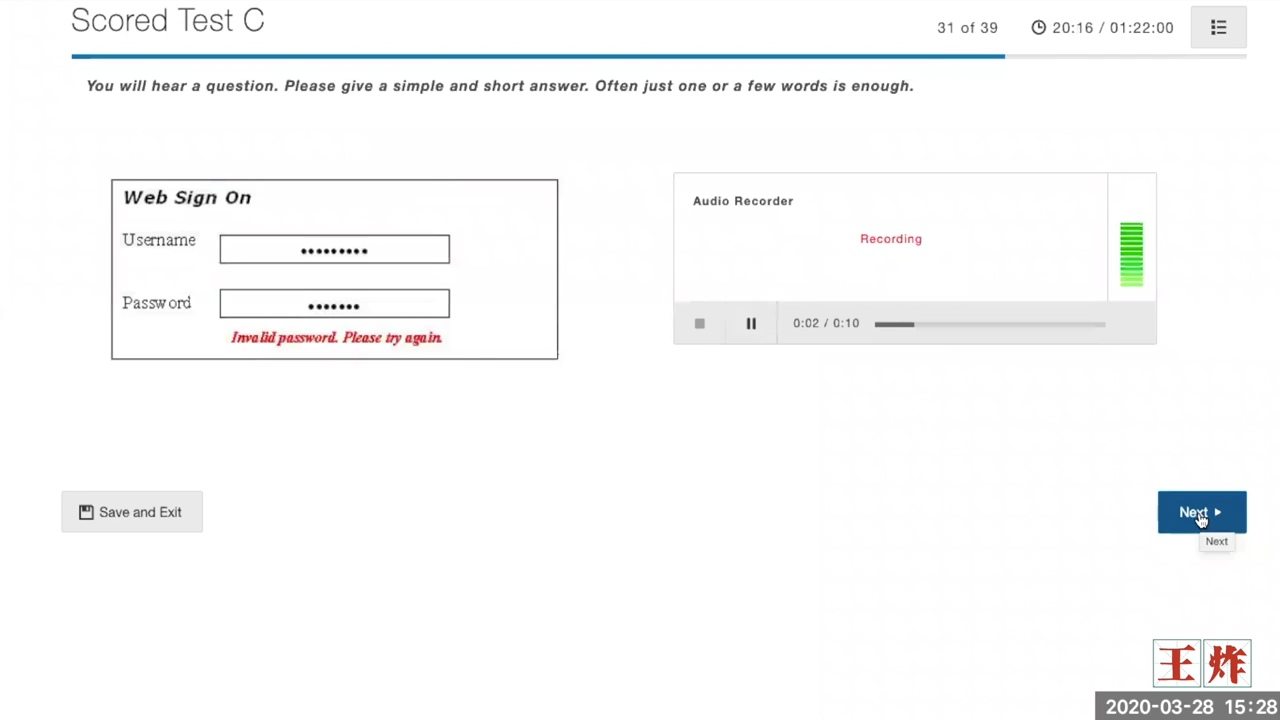 Scored Test C
31 of 39
20:16 / 01:22:00
You will hear a question. Please give a simple and short answer. Often just one or a few words is enough.
Web Sign On
Username
•••••••••
Password
•••••••
Invalid password. Please try again.
Audio Recorder
Recording
0:02 / 0:10
Save and Exit
Next
Next
王炸
2020-03-28 15:28